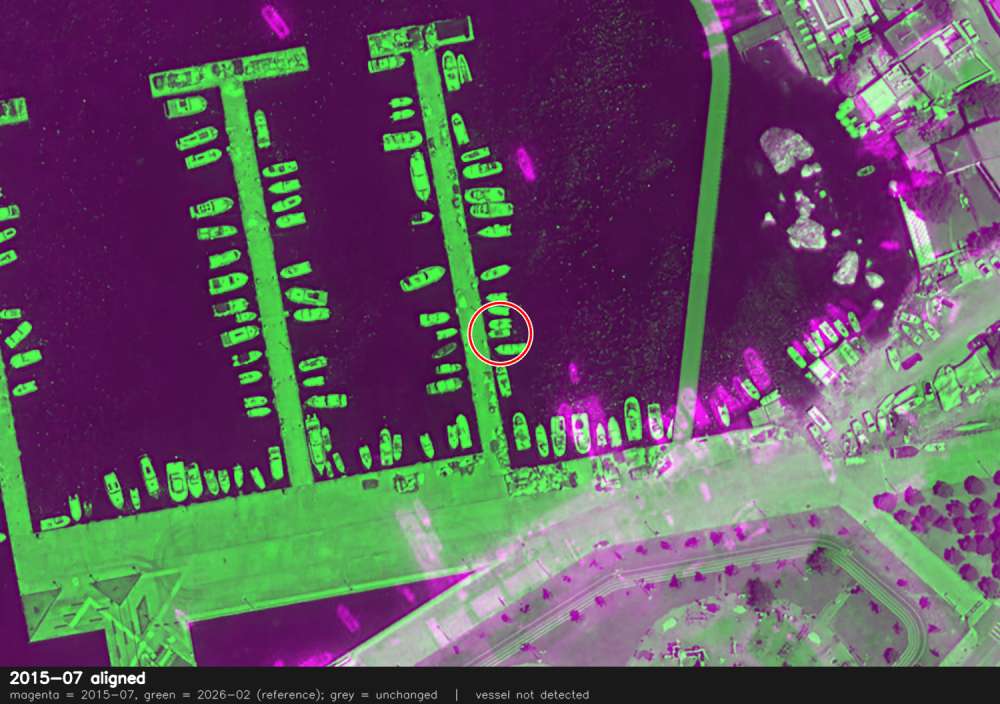 2015-07 aligned
magenta = 2015-07, green = 2026-02 (reference); grey = unchanged | vessel not detected